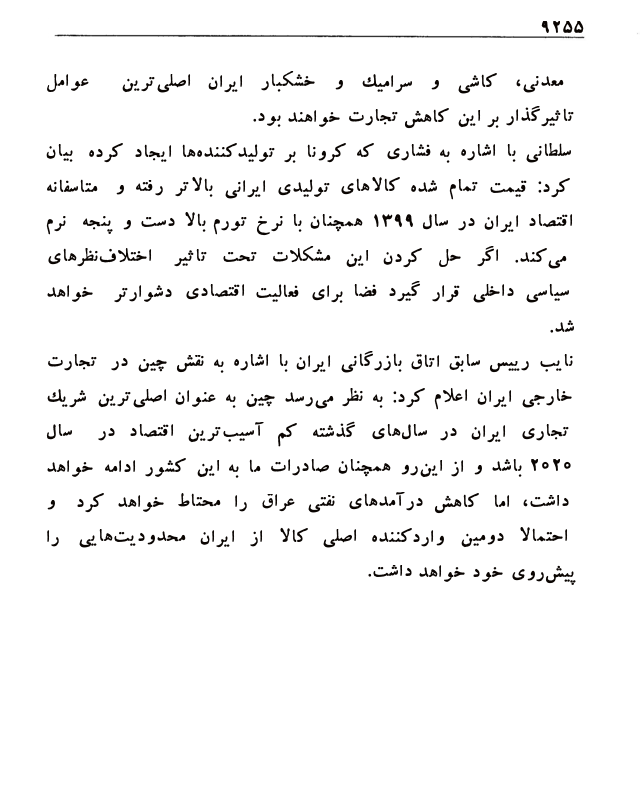 ۹۲۵۵
معدنی، کاشی و سرامیك و خشکبار ایران اصلی‌ترین عوامل
تاثیرگذار بر این کاهش تجارت خواهند بود.
سلطانی با اشاره به فشاری که کرونا بر تولیدکننده‌ها ایجاد کرده بیان
کرد: قیمت تمام شده کالاهای تولیدی ایرانی بالاتر رفته و متاسفانه
اقتصاد ایران در سال ۱۳۹۹ همچنان با نرخ تورم بالا دست و پنجه نرم
می‌کند. اگر حل کردن این مشکلات تحت تاثیر اختلاف‌نظرهای
سیاسی داخلی قرار گیرد فضا برای فعالیت اقتصادی دشوارتر خواهد
شد.
نایب رییس سابق اتاق بازرگانی ایران با اشاره به نقش چین در تجارت
خارجی ایران اعلام کرد: به نظر می‌رسد چین به عنوان اصلی‌ترین شریك
تجاری ایران در سال‌های گذشته کم آسیب‌ترین اقتصاد در سال
۲۰۲۰ باشد و از این‌رو همچنان صادرات ما به این کشور ادامه خواهد
داشت، اما کاهش درآمدهای نفتی عراق را محتاط خواهد کرد و
احتمالا دومین واردکننده اصلی کالا از ایران محدودیت‌هایی را
پیش‌روی خود خواهد داشت.